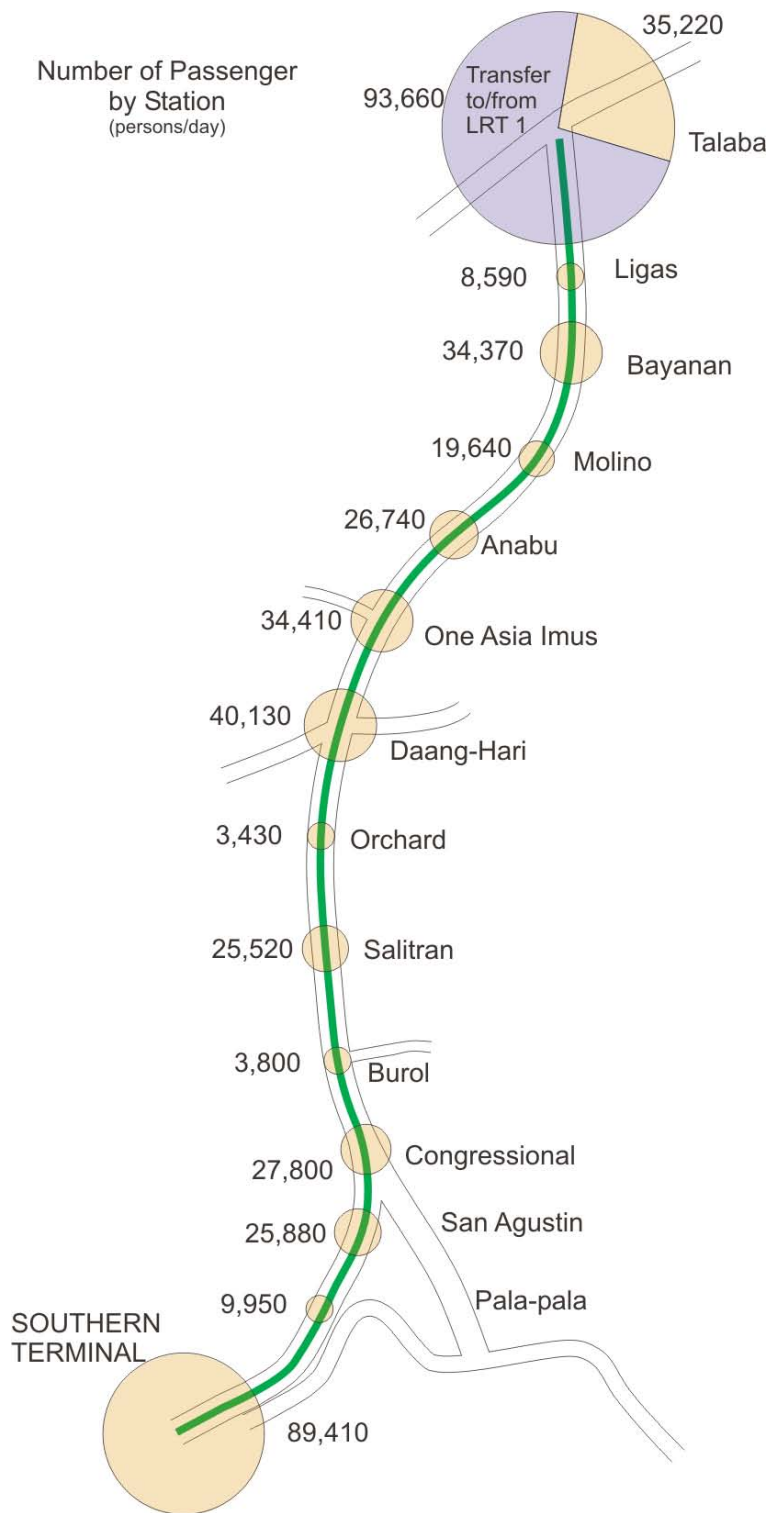 Number of Passenger
by Station
(persons/day)
35,220
93,660
Transfer
to/from
LRT 1
Talaba
8,590
Ligas
34,370
Bayanan
19,640
Molino
26,740
Anabu
34,410
One Asia Imus
40,130
Daang-Hari
3,430
Orchard
25,520
Salitran
3,800
Burol
27,800
Congressional
25,880
San Agustin
9,950
Pala-pala
SOUTHERN
TERMINAL
89,410